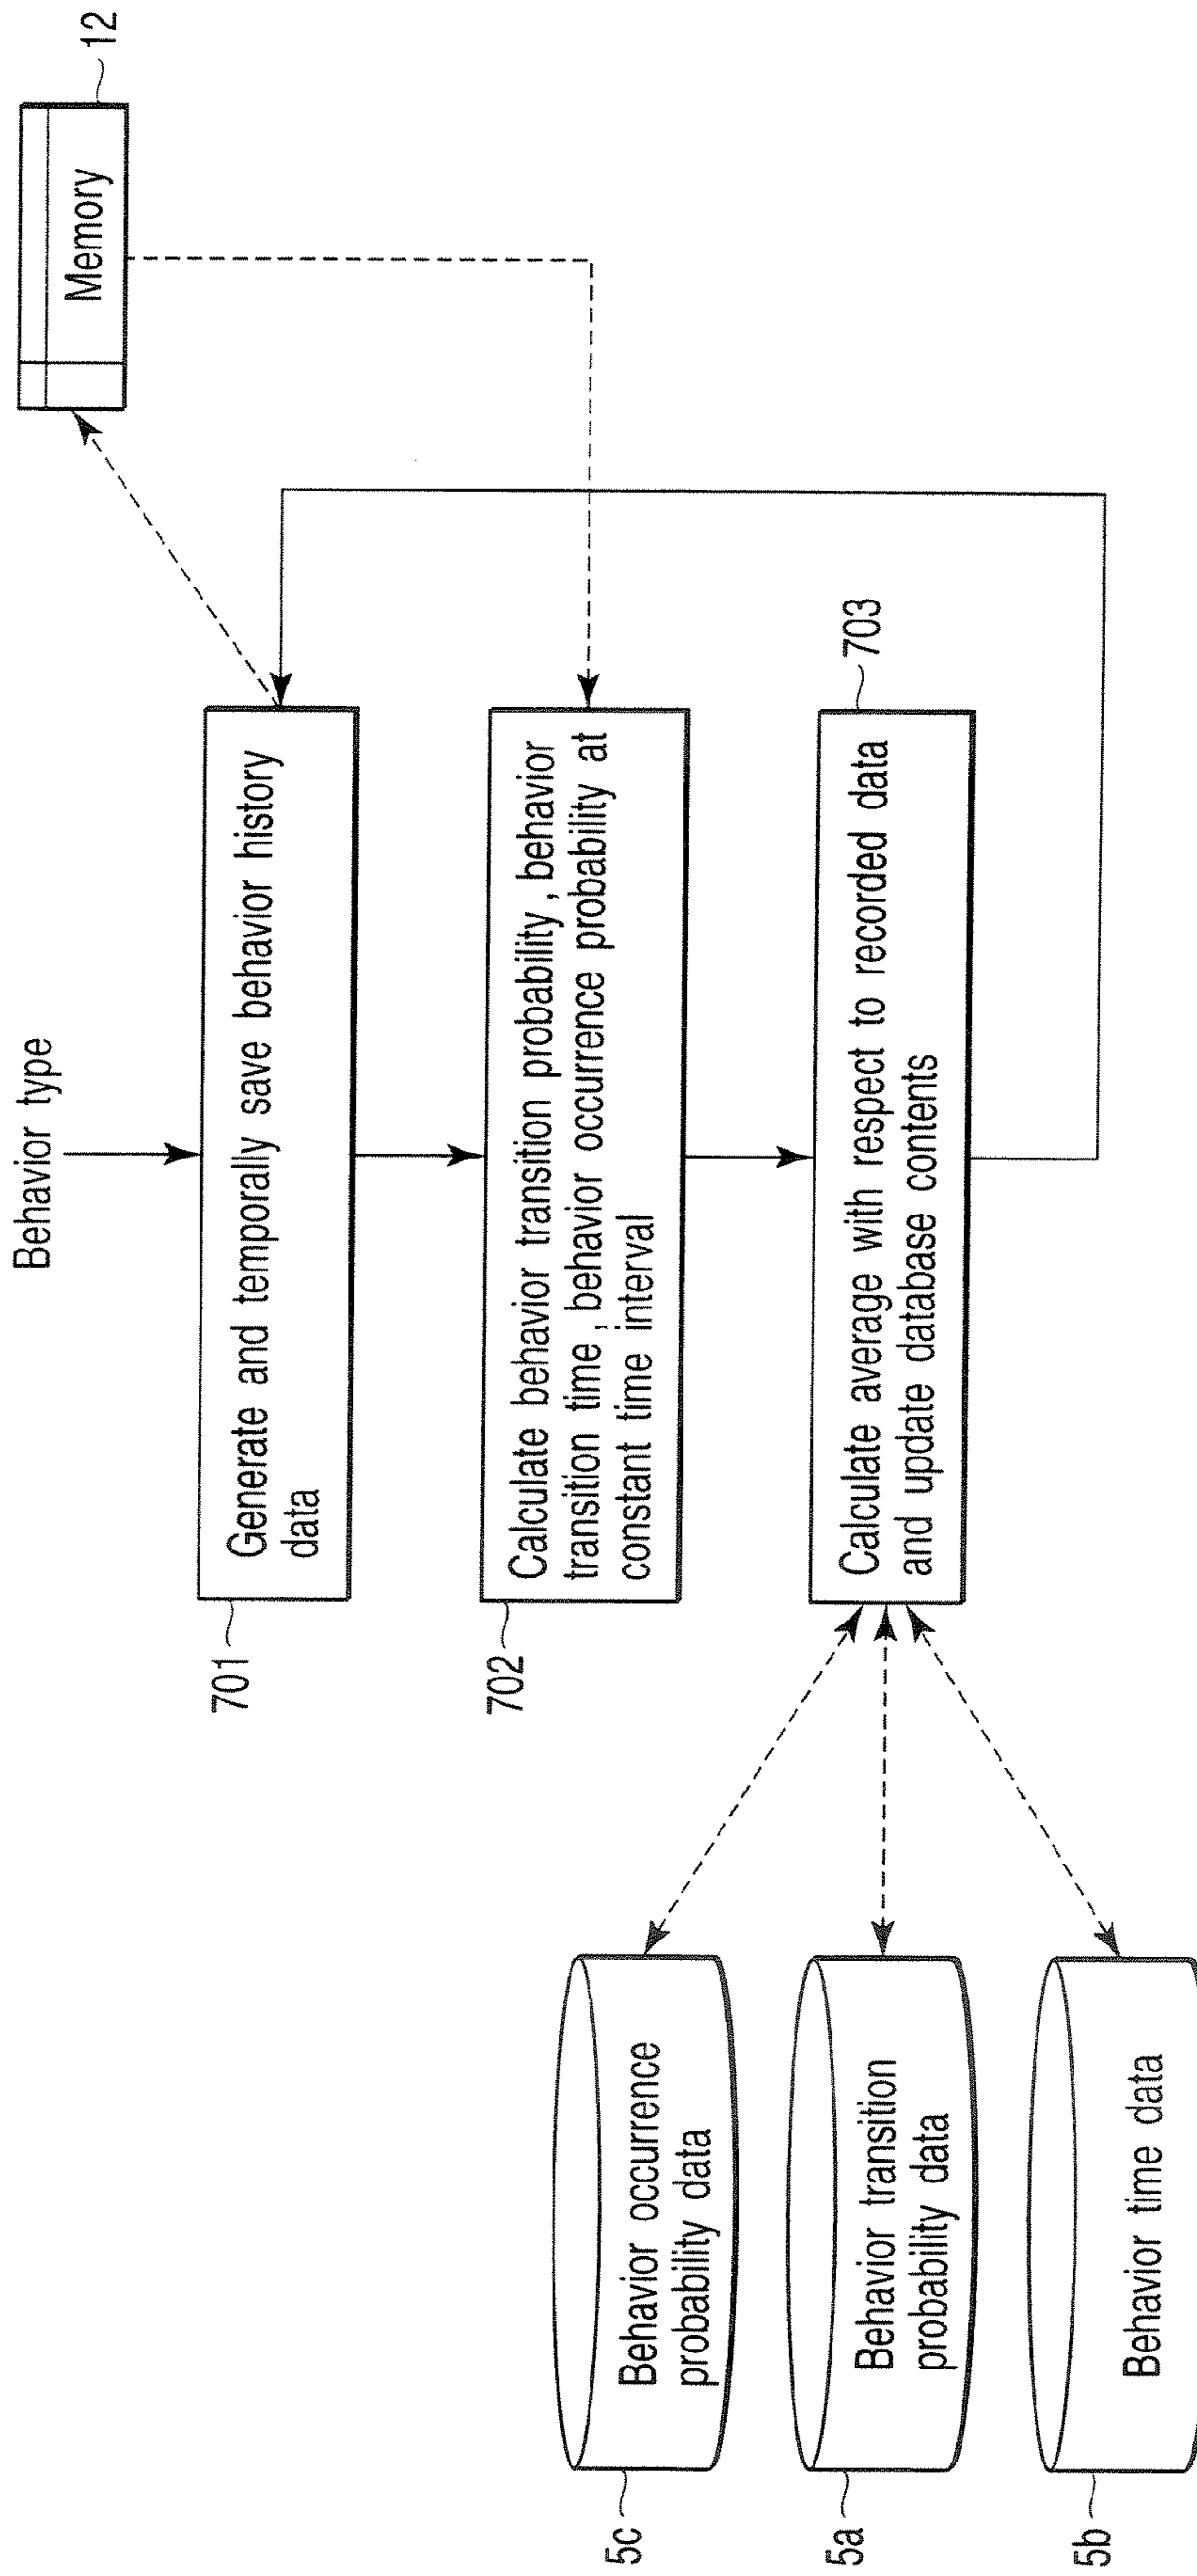 Behavior type
12
Memory
701
Generate and temporally save behavior history
data
702
Calculate behavior transition probability, behavior
transition time, behavior occurrence probability at
constant time interval
703
Calculate average with respect to recorded data
and update database contents
5c
Behavior occurrence
probability data
5a
Behavior transition
probability data
5b
Behavior time data